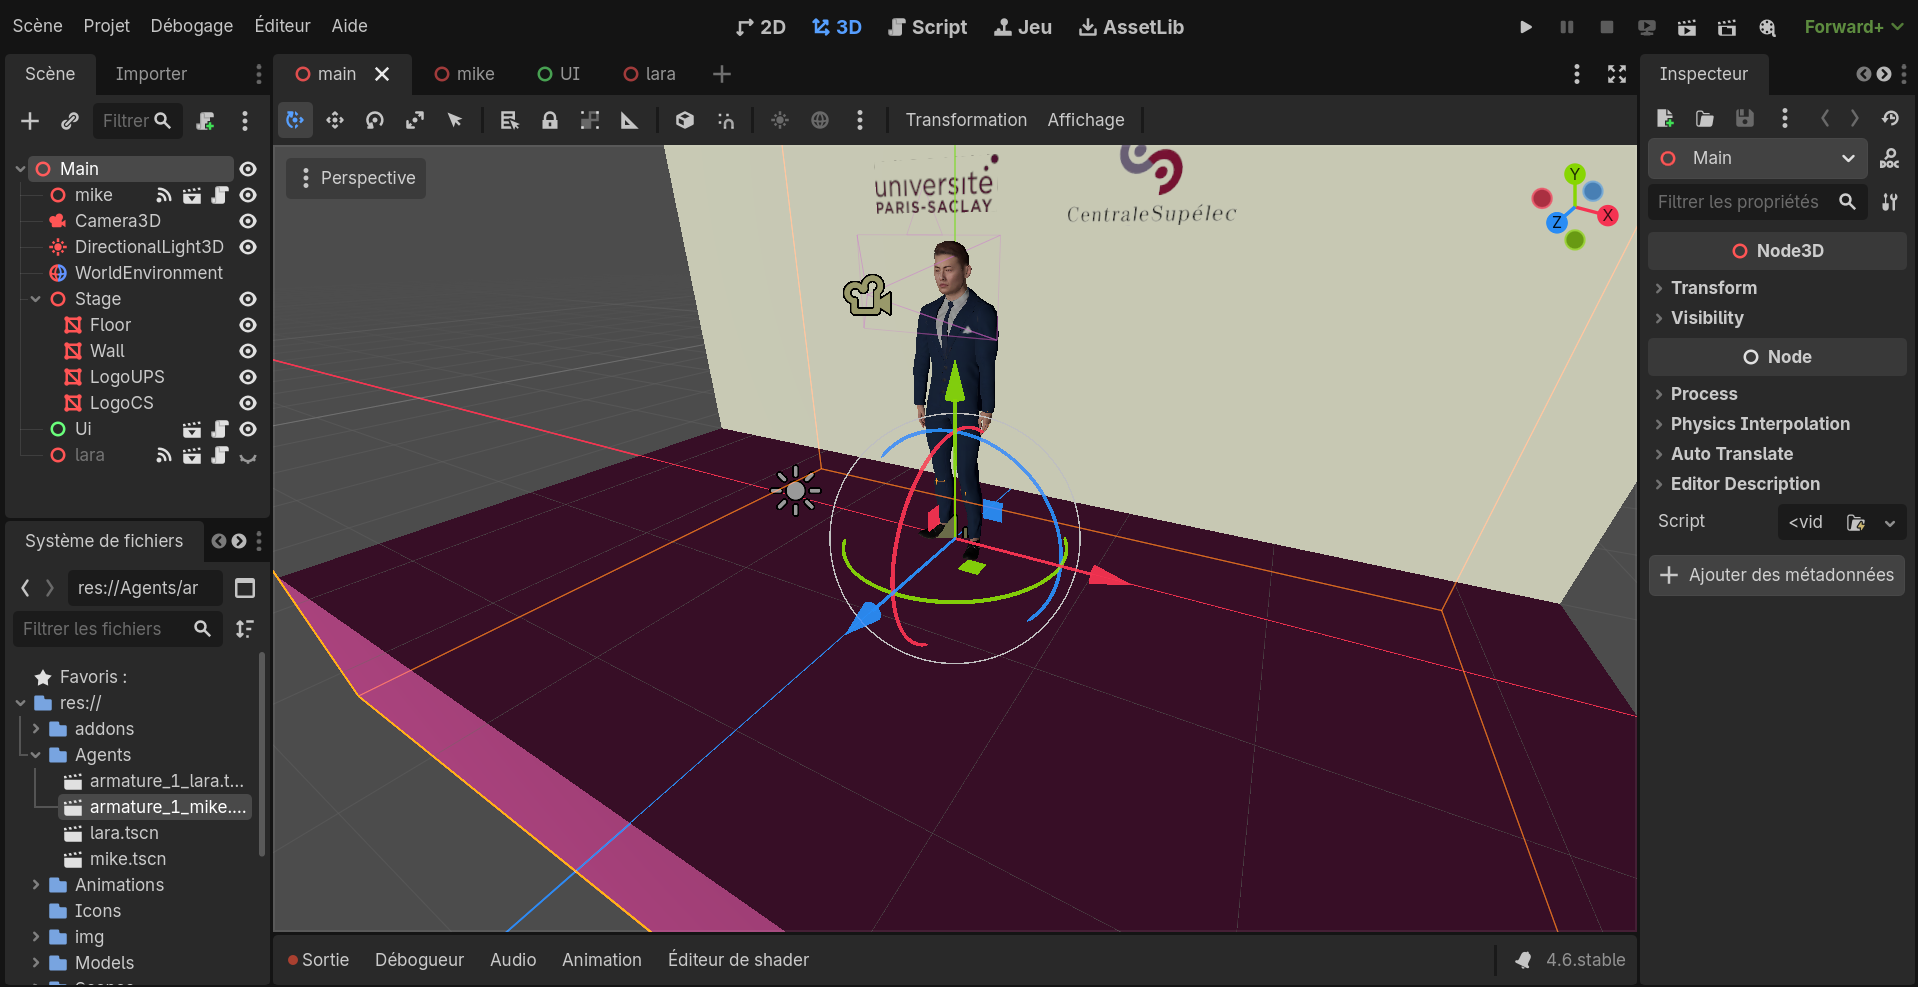 Scène Projet Débogage Éditeur Aide
2D 3D Script Jeu AssetLib
Forward+
Scène Importer
main mike UI lara
Inspecteur
Filtrer
Transformation Affichage
Main
mike
Camera3D
DirectionalLight3D
WorldEnvironment
Stage
Floor
Wall
LogoUPS
LogoCS
Ui
lara
Perspective
université
PARIS-SACLAY
CentraleSupélec
Y
X
Z
Système de fichiers
res://Agents/ar
Filtrer les fichiers
Favoris :
res://
addons
Agents
armature_1_lara.t...
armature_1_mike....
lara.tscn
mike.tscn
Animations
Icons
img
Models
Sortie Débogueur Audio Animation Éditeur de shader
4.6.stable
Main
DOC
Filtrer les propriétés
Node3D
Transform
Visibility
Node
Process
Physics Interpolation
Auto Translate
Editor Description
Script <vid
Ajouter des métadonnées